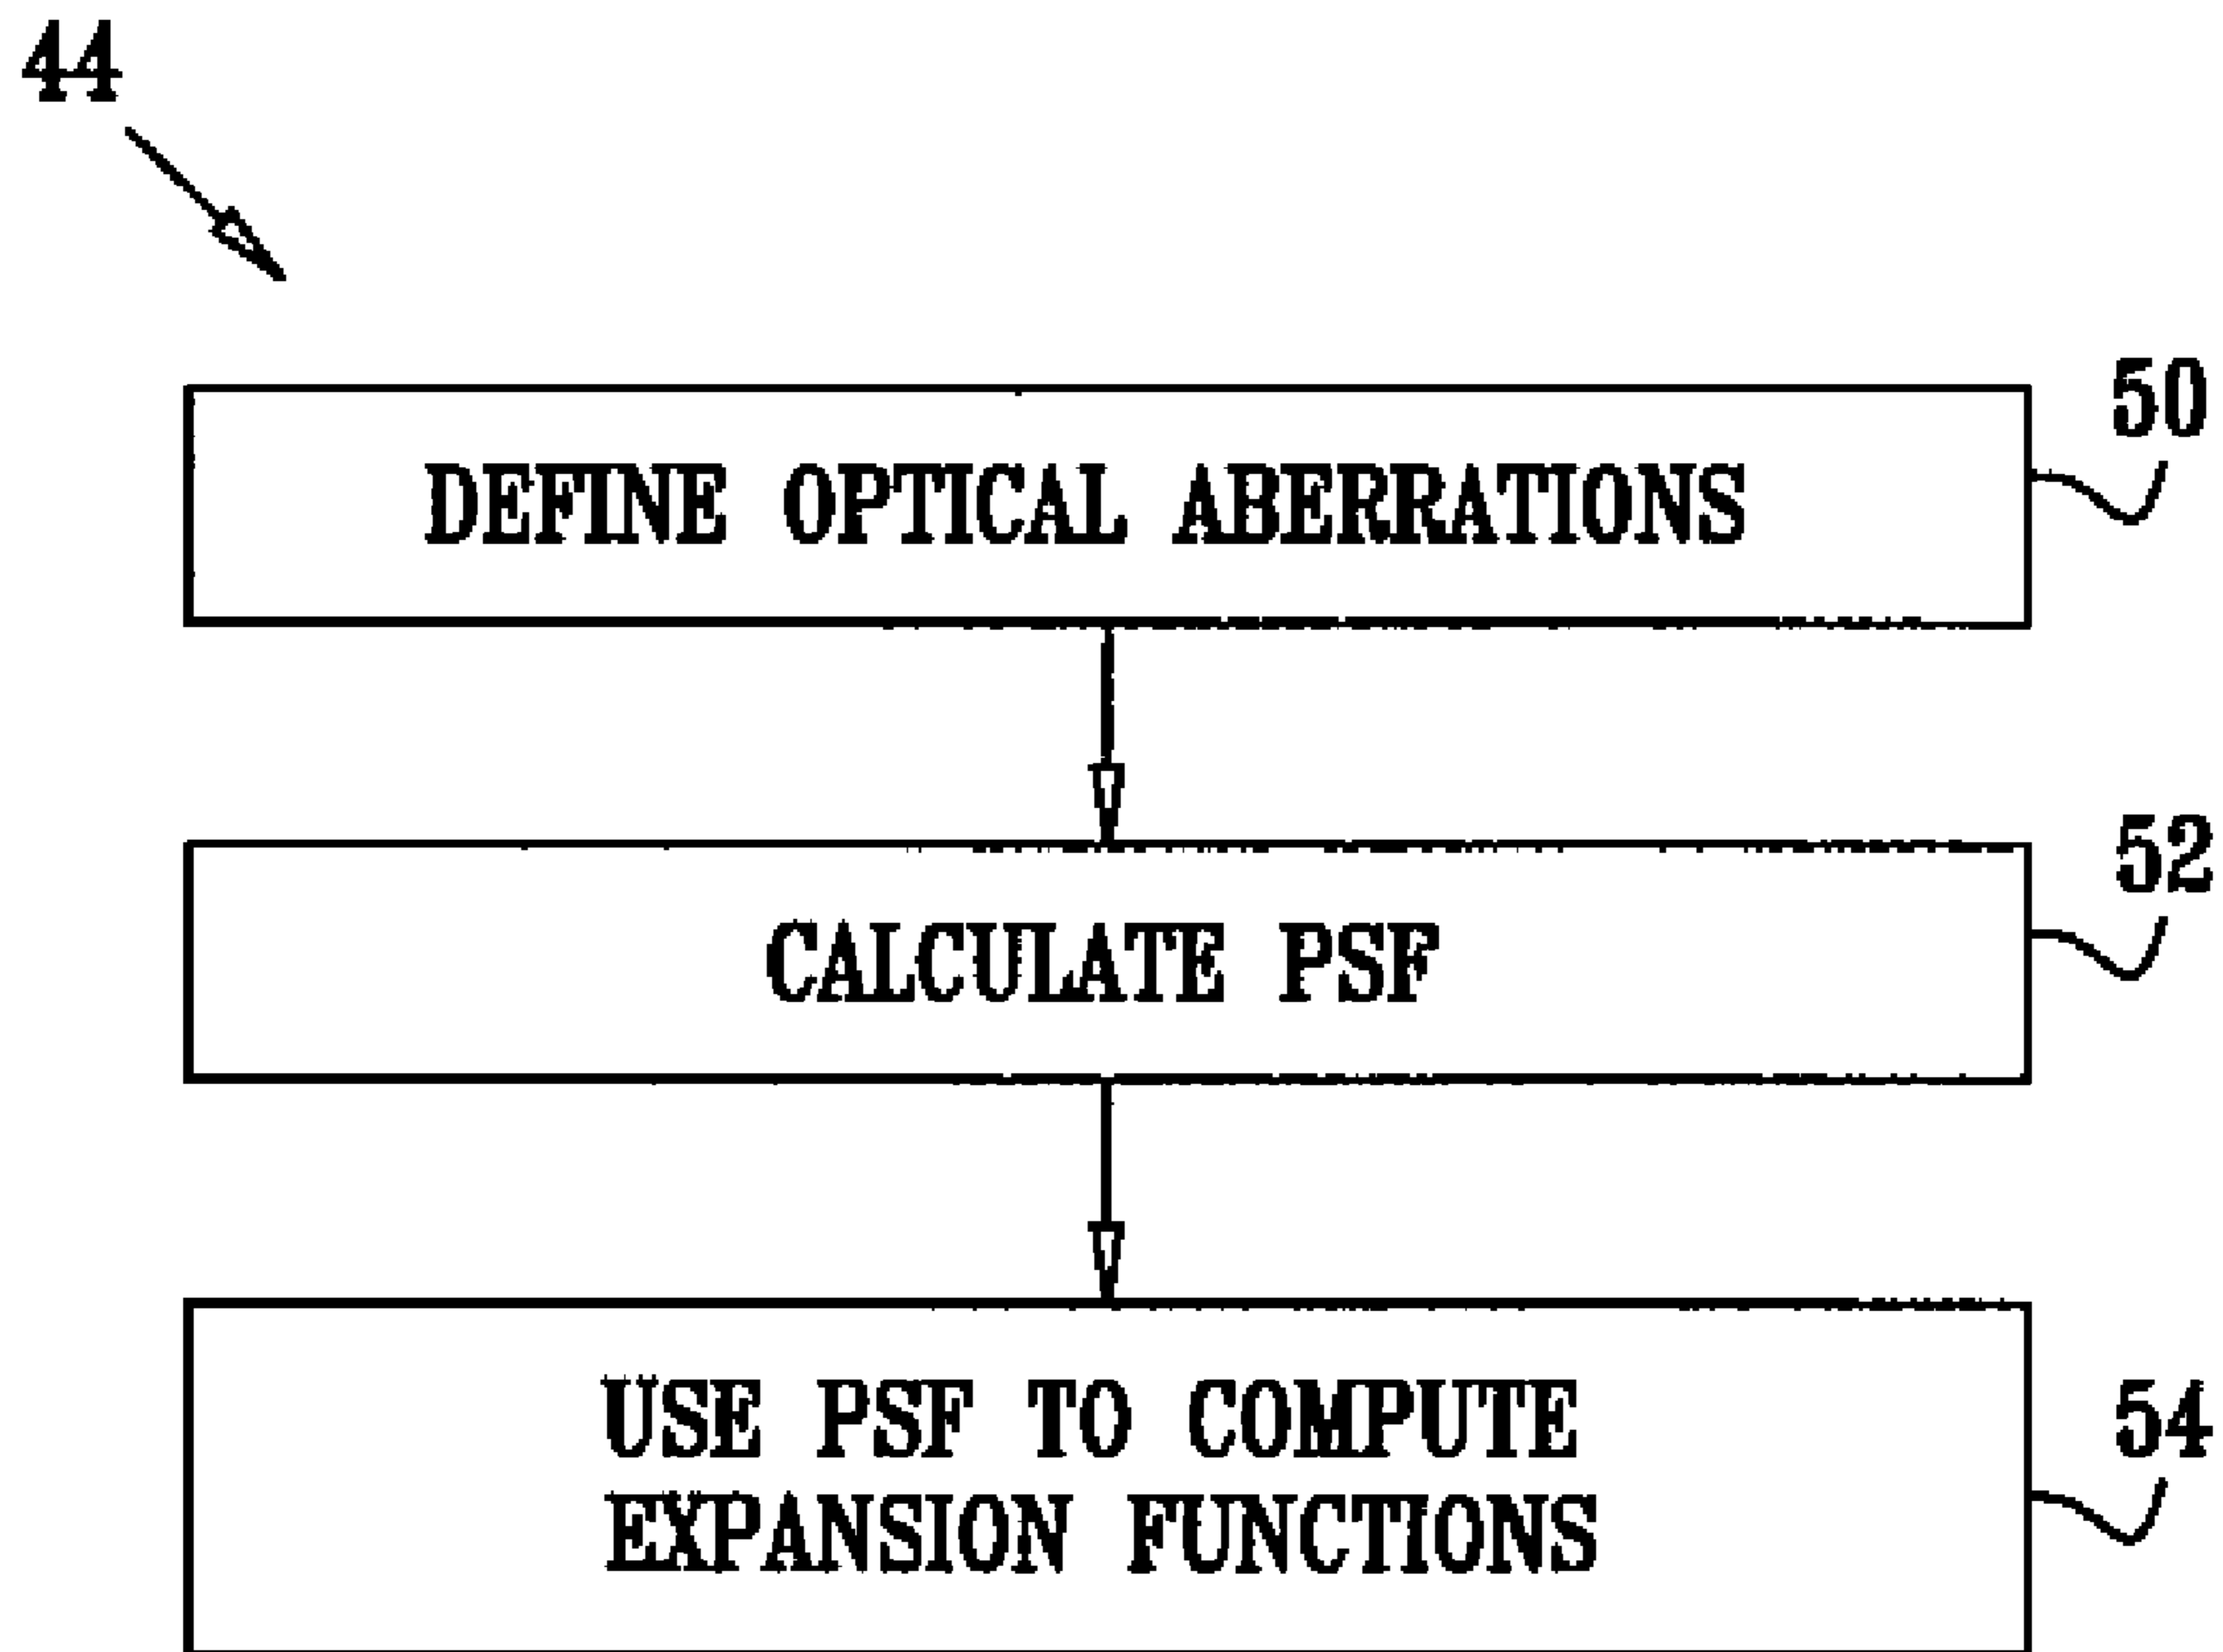 44
50
DEFINE OPTICAL ABERRATIONS
52
CALCULATE PSF
54
USE PSF TO COMPUTE
EXPANSION FUNCTIONS